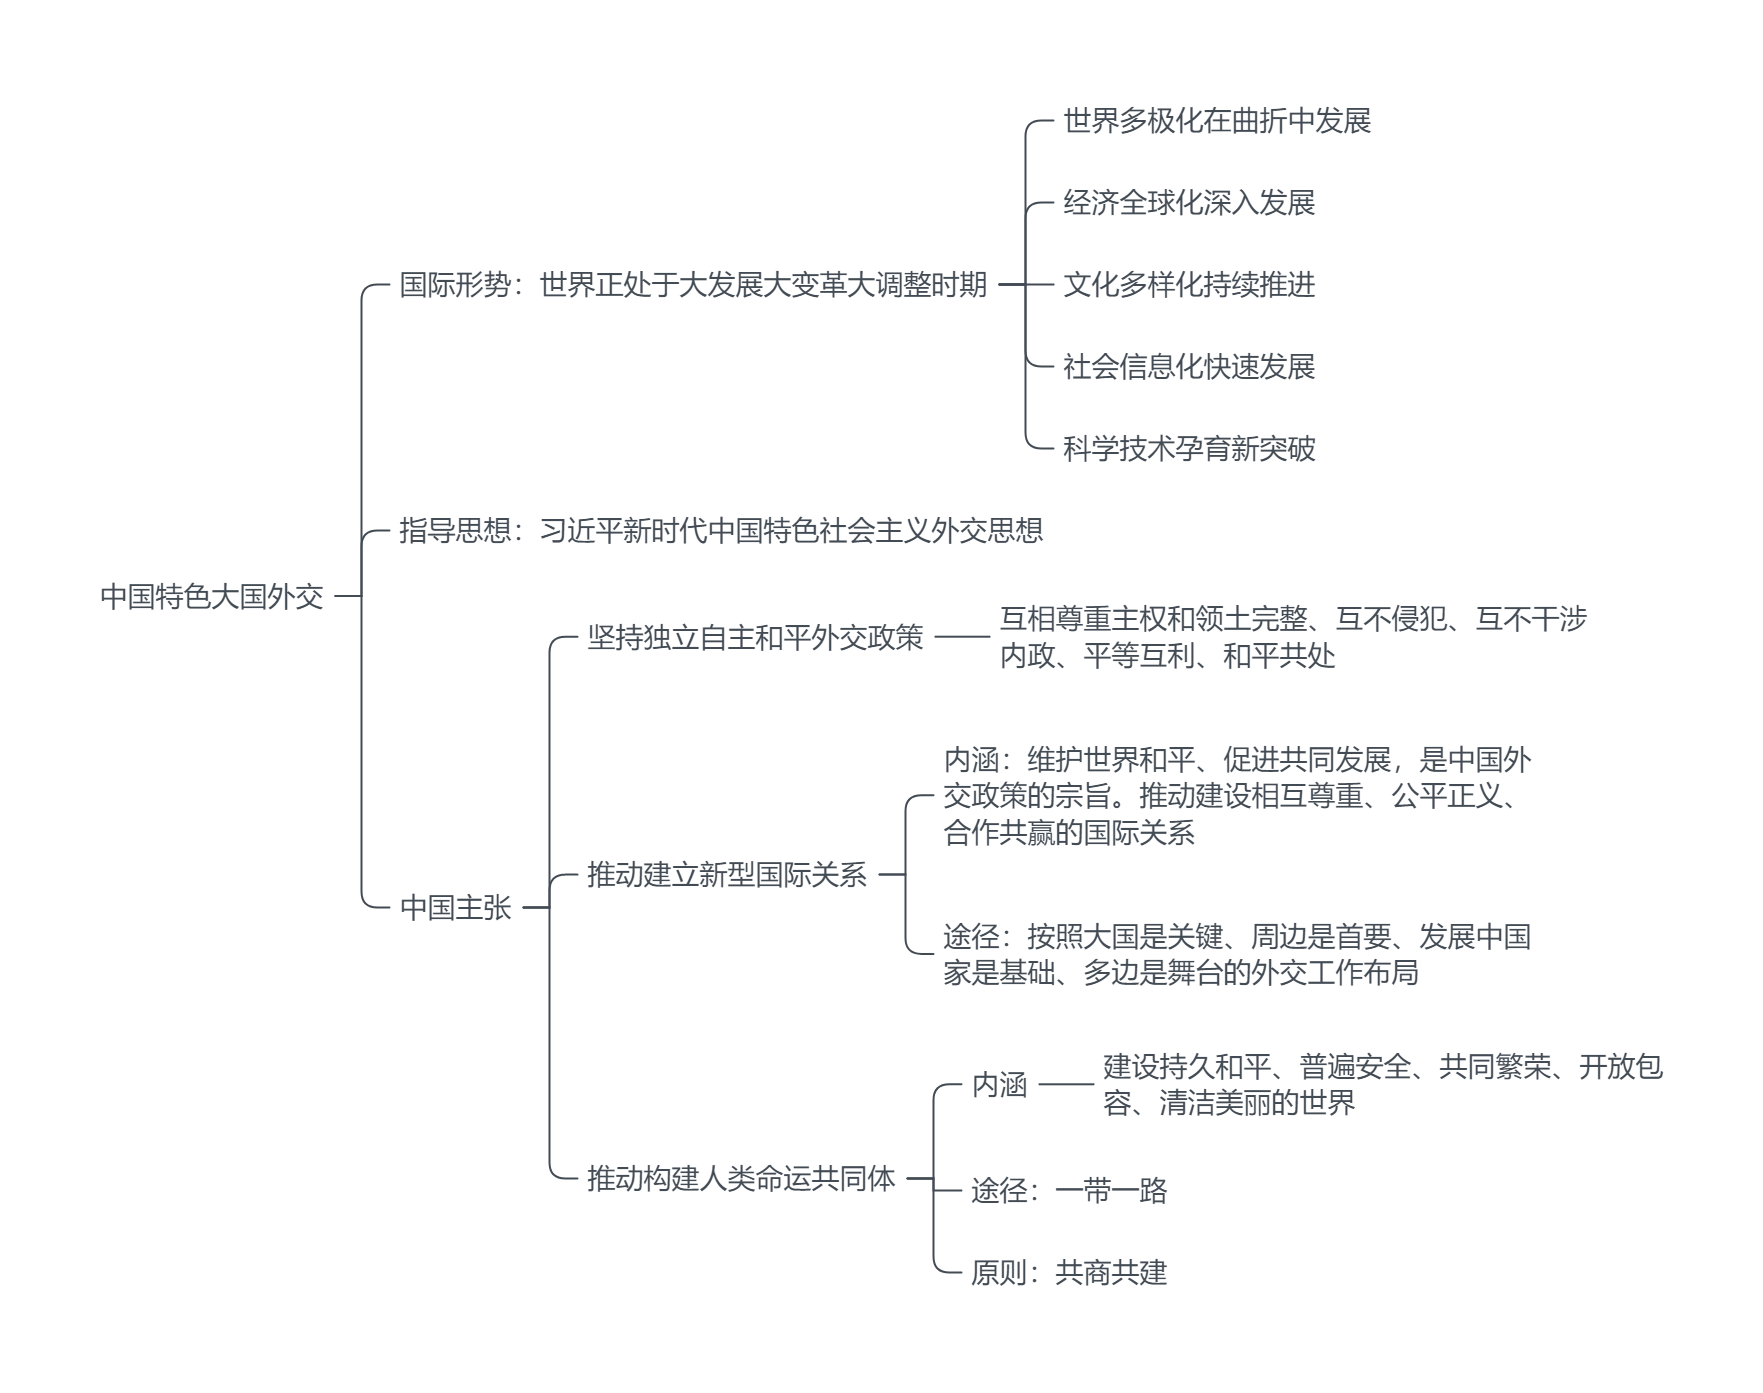 中国特色大国外交
国际形势：世界正处于大发展大变革大调整时期
世界多极化在曲折中发展
经济全球化深入发展
文化多样化持续推进
社会信息化快速发展
科学技术孕育新突破
指导思想：习近平新时代中国特色社会主义外交思想
中国主张
坚持独立自主和平外交政策
互相尊重主权和领土完整、互不侵犯、互不干涉
内政、平等互利、和平共处
推动建立新型国际关系
内涵：维护世界和平、促进共同发展，是中国外
交政策的宗旨。推动建设相互尊重、公平正义、
合作共赢的国际关系
途径：按照大国是关键、周边是首要、发展中国
家是基础、多边是舞台的外交工作布局
推动构建人类命运共同体
内涵
建设持久和平、普遍安全、共同繁荣、开放包
容、清洁美丽的世界
途径：一带一路
原则：共商共建